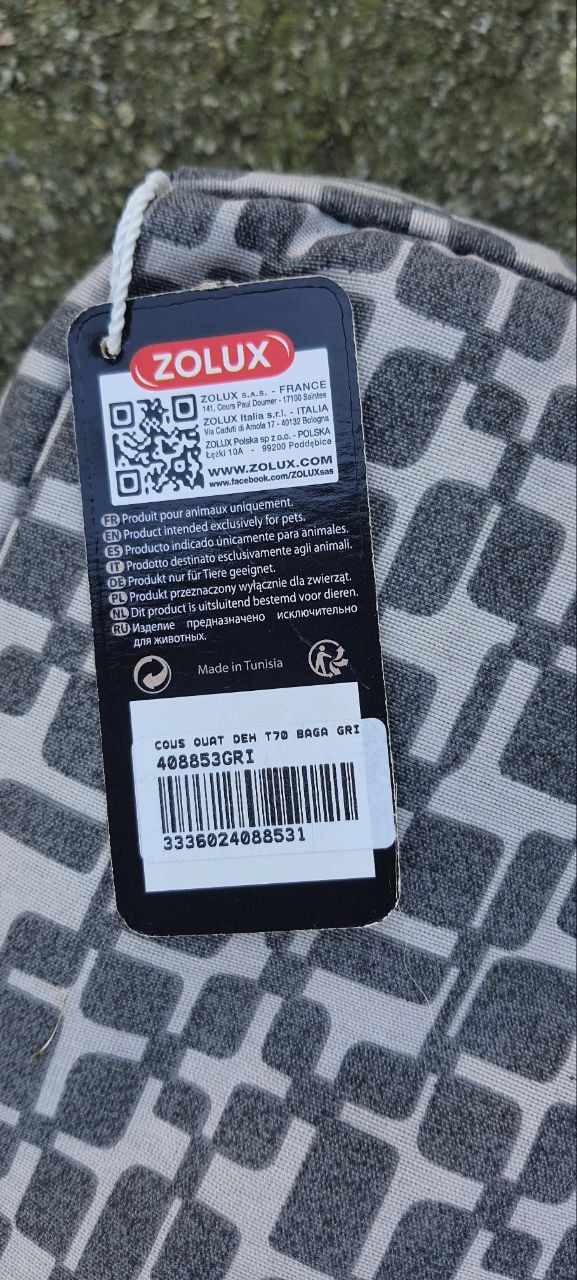 ZOLUX
ZOLUX S.A.S. - FRANCE
141, Cours Paul Doumer - 17100 Saintes
ZOLUX Italia s.r.l. - ITALIA
Via Caduti di Amola 17 - 40132 Bologna
ZOLUX Polska sp z o.o. - POLSKA
Łężki 10A - 99200 Poddębice
WWW.ZOLUX.COM
www.facebook.com/ZOLUXsas
FR Produit pour animaux uniquement.
EN Product intended exclusively for pets.
ES Producto indicado únicamente para animales.
IT Prodotto destinato esclusivamente agli animali.
DE Produkt nur für Tiere geeignet.
PL Produkt przeznaczony wyłącznie dla zwierząt.
NL Dit product is uitsluitend bestemd voor dieren.
RU Изделие предназначено исключительно
для животных.
Made in Tunisia
COUS OUAT DEH T70 BAGA GRI
408853GRI
3336024088531